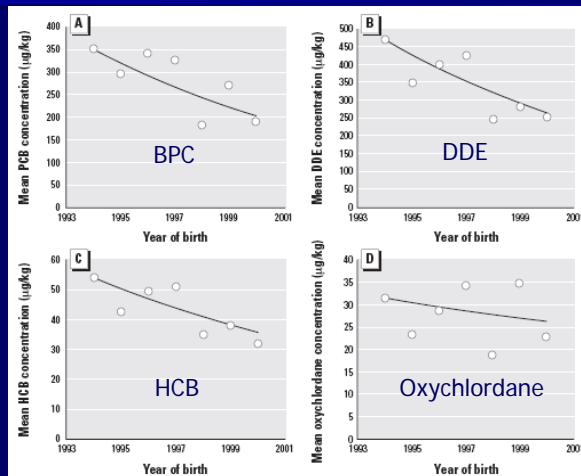 A
Mean PCB concentration (µg/kg)
400
350
300
250
200
150
100
50
0
BPC
1993 1995 1997 1999 2001
Year of birth
B
Mean DDE concentration (µg/kg)
500
450
400
350
300
250
200
150
100
50
0
DDE
1993 1995 1997 1999 2001
Year of birth
C
Mean HCB concentration (µg/kg)
60
50
40
30
20
10
0
HCB
1993 1995 1997 1999 2001
Year of birth
D
Mean oxychlordane concentration (µg/kg)
40
35
30
25
20
15
10
5
0
Oxychlordane
1993 1995 1997 1999 2001
Year of birth